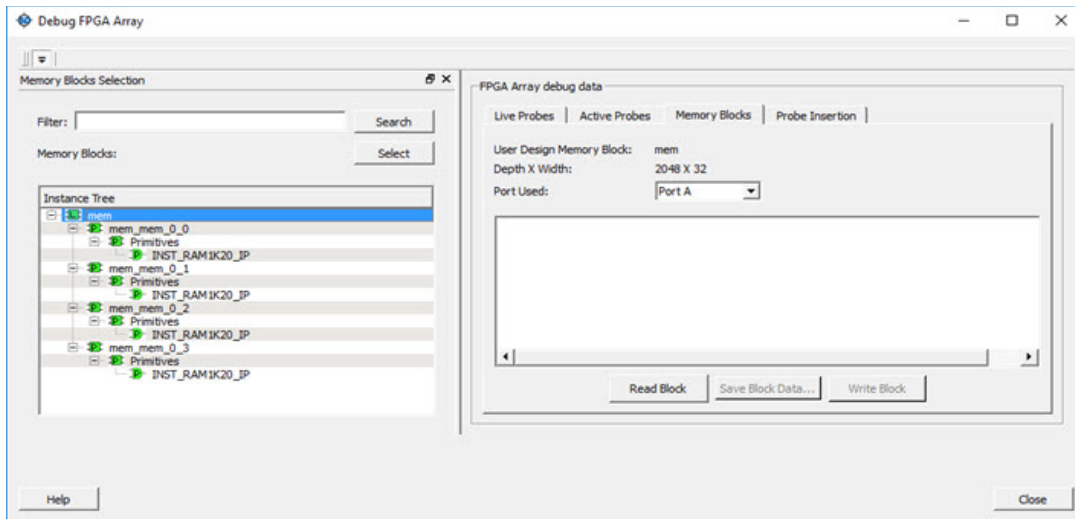 Debug FPGA Array
Memory Blocks Selection
Filter:
Search
Memory Blocks:
Select
Instance Tree
mem
mem_mem_0_0
Primitives
INST_RAM1K20_IP
mem_mem_0_1
Primitives
INST_RAM1K20_IP
mem_mem_0_2
Primitives
INST_RAM1K20_IP
mem_mem_0_3
Primitives
INST_RAM1K20_IP
FPGA Array debug data
Live Probes Active Probes Memory Blocks Probe Insertion
User Design Memory Block: mem
Depth X Width: 2048 X 32
Port Used: Port A
Read Block Save Block Data... Write Block
Help
Close